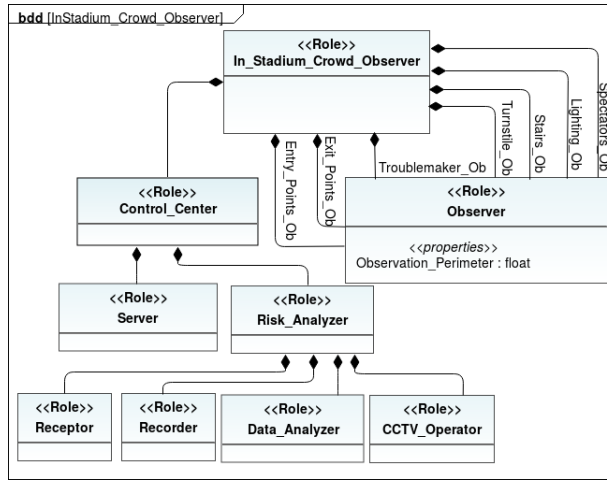 bdd [InStadium_Crowd_Observer]
<<Role>>
In_Stadium_Crowd_Observer
Spectators_Ob
Lighting_Ob
Stairs_Ob
Turnstile_Ob
Troublemaker_Ob
Exit_Points_Ob
Entry_Points_Ob
<<Role>>
Control_Center
<<Role>>
Observer
<<properties>>
Observation_Perimeter : float
<<Role>>
Server
<<Role>>
Risk_Analyzer
<<Role>>
Receptor
<<Role>>
Recorder
<<Role>>
Data_Analyzer
<<Role>>
CCTV_Operator